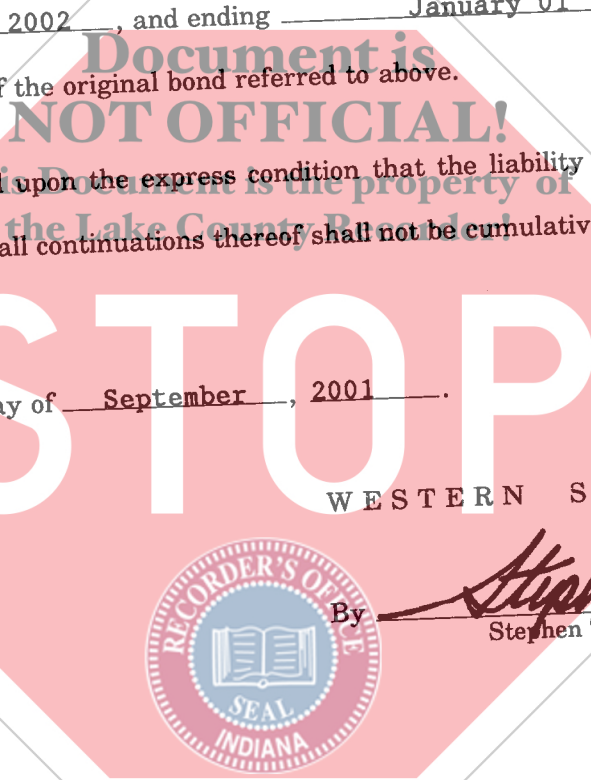 2002, and ending January 01
Document is
f the original bond referred to above.
NOT OFFICIAL!
upon the express condition that the liability
is Document is the property of
the Lake County Recorder!
all continuations thereof shall not be cumulativ
STOP
ay of September, 2001.
WESTERN S
By Steph
Stephen
RECORDER'S OFFICE
SEAL
INDIANA